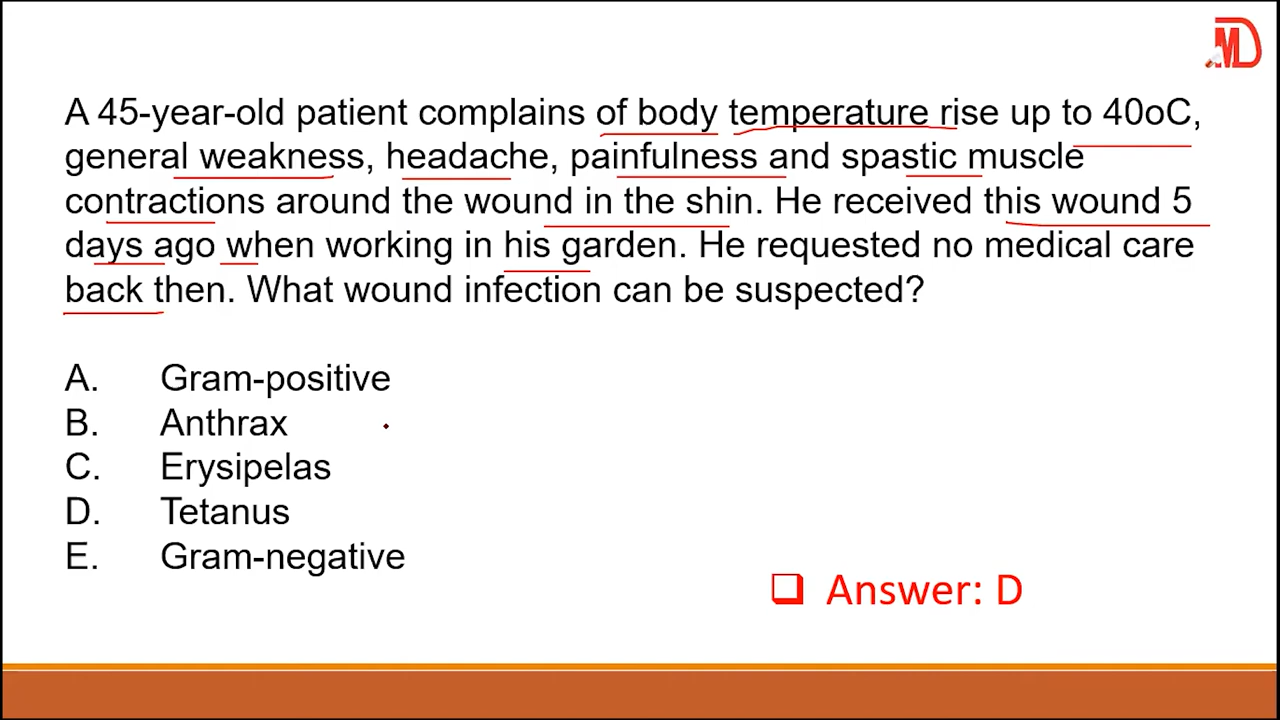 MD
A 45-year-old patient complains of body temperature rise up to 40oC,
general weakness, headache, painfulness and spastic muscle
contractions around the wound in the shin. He received this wound 5
days ago when working in his garden. He requested no medical care
back then. What wound infection can be suspected?
A. Gram-positive
B. Anthrax
C. Erysipelas
D. Tetanus
E. Gram-negative
❑ Answer: D